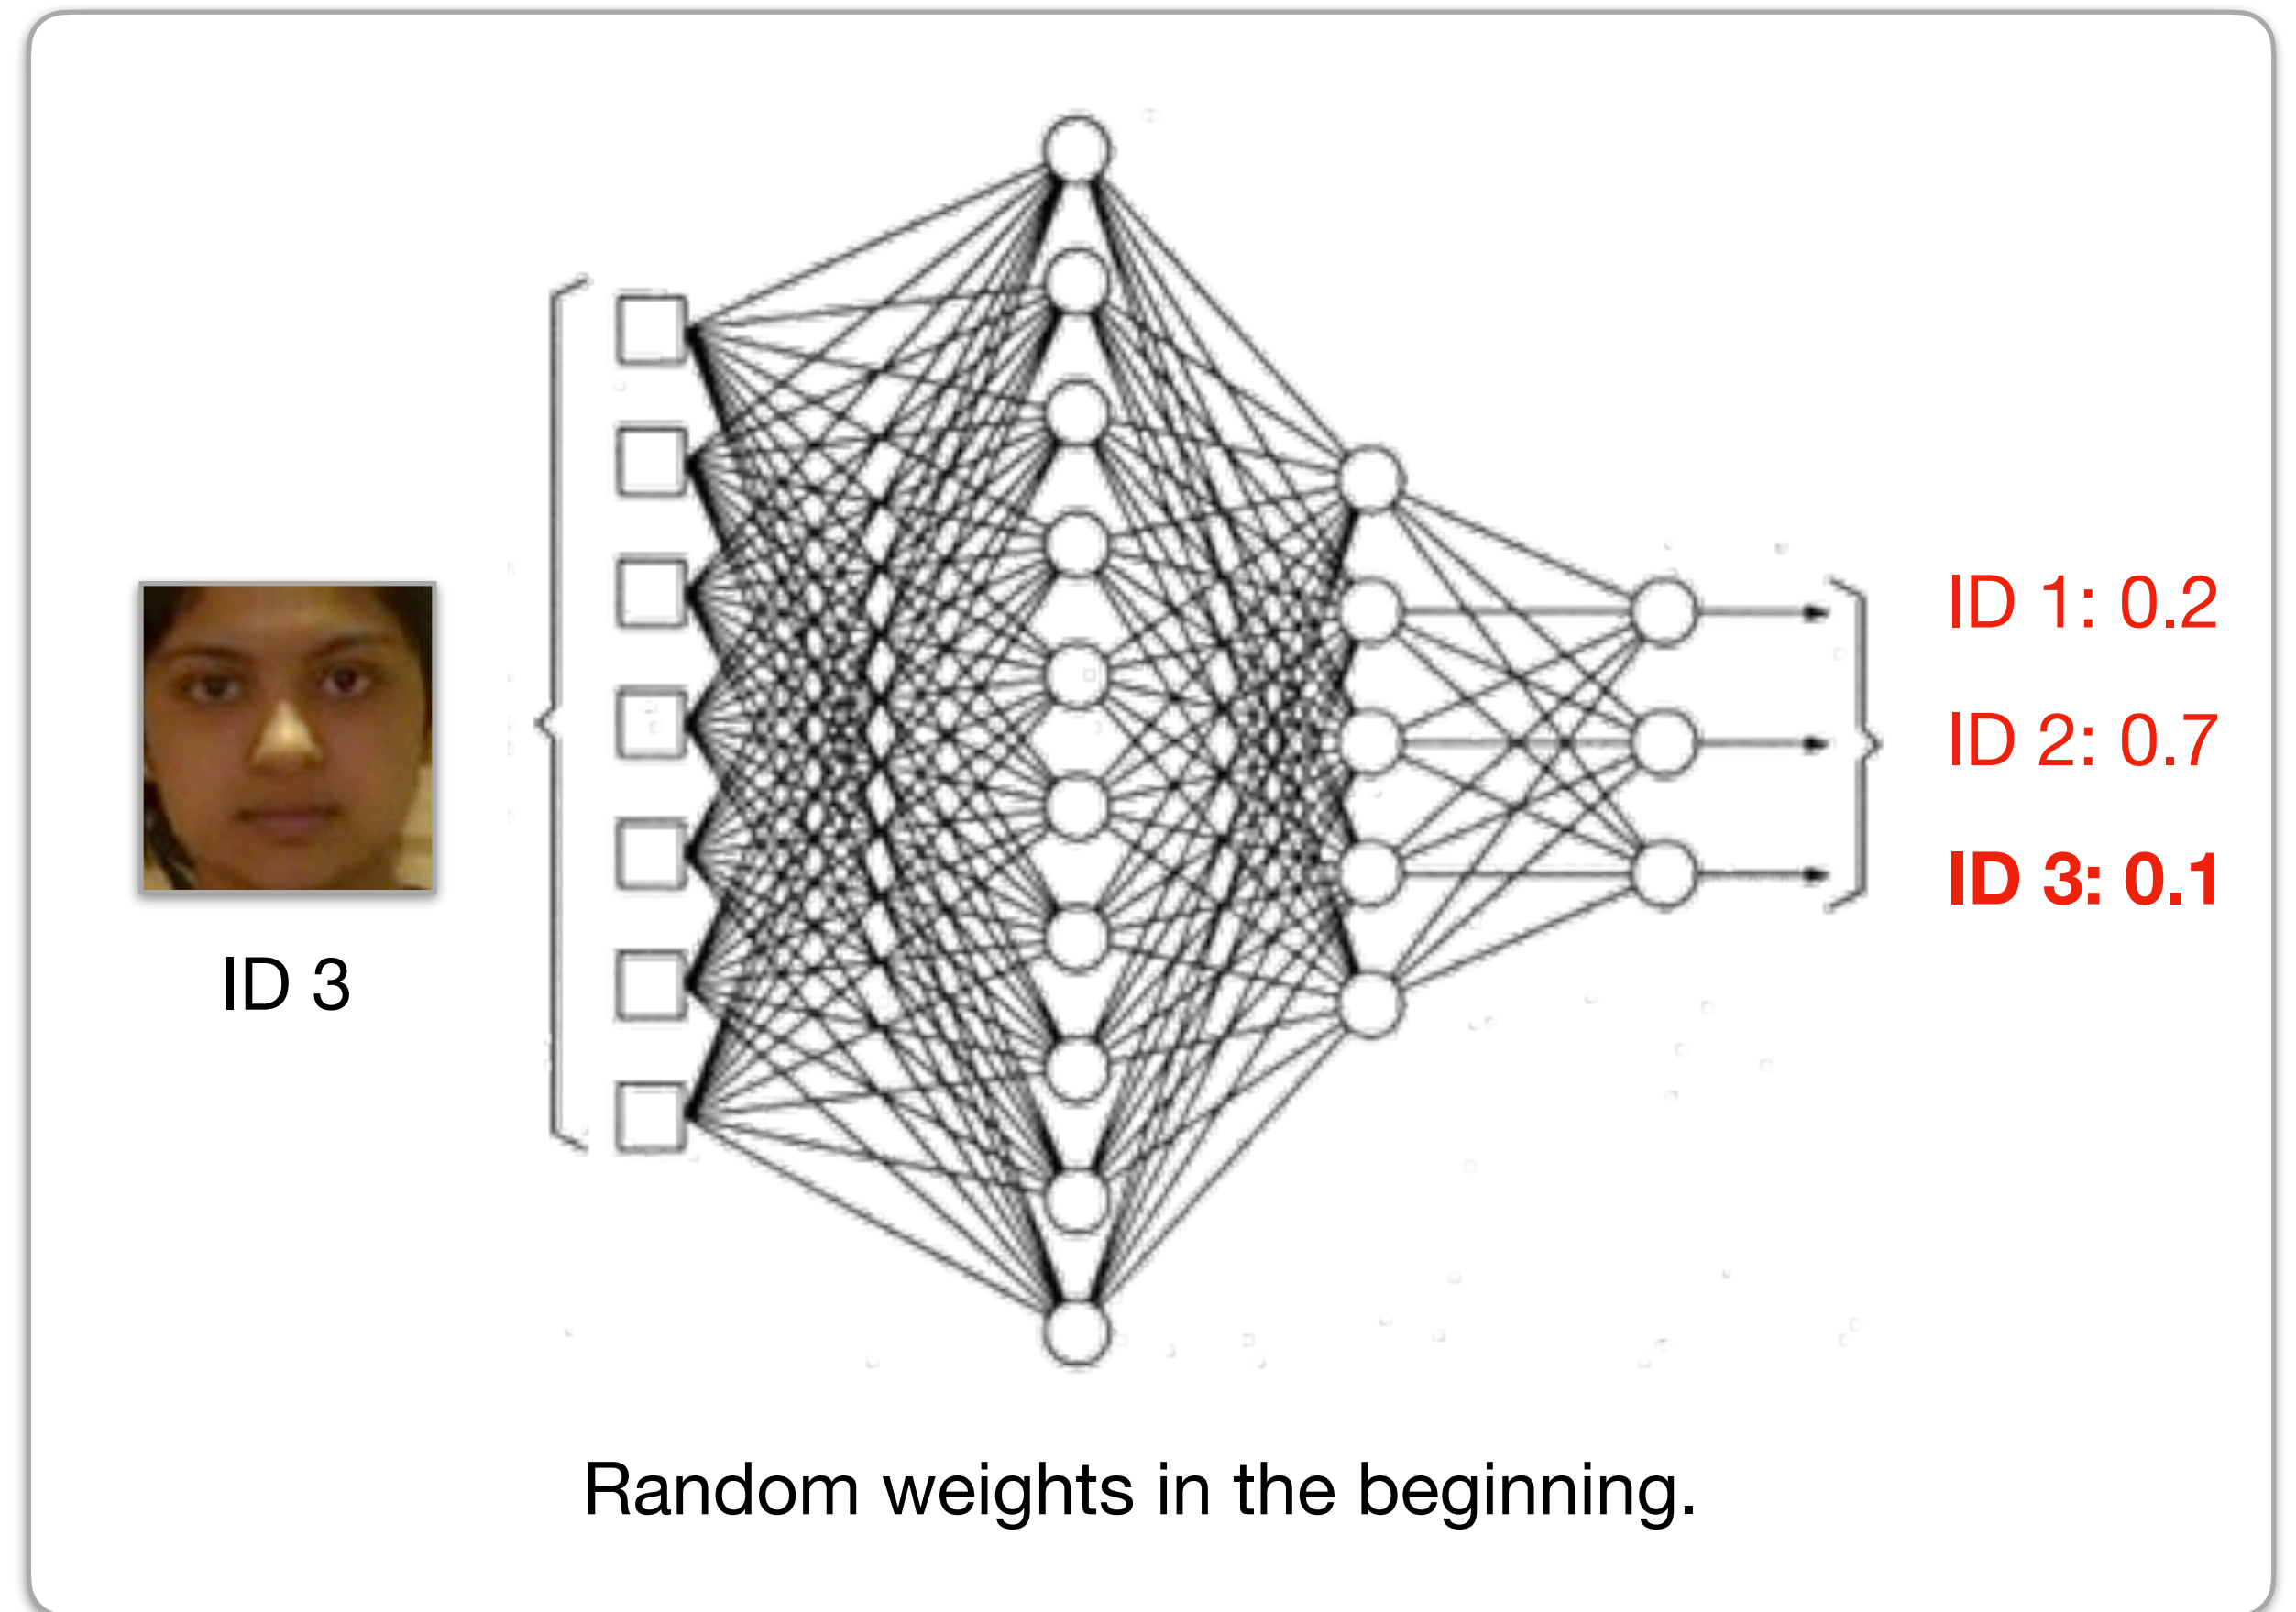 ID 3
ID 1: 0.2
ID 2: 0.7
ID 3: 0.1
Random weights in the beginning.